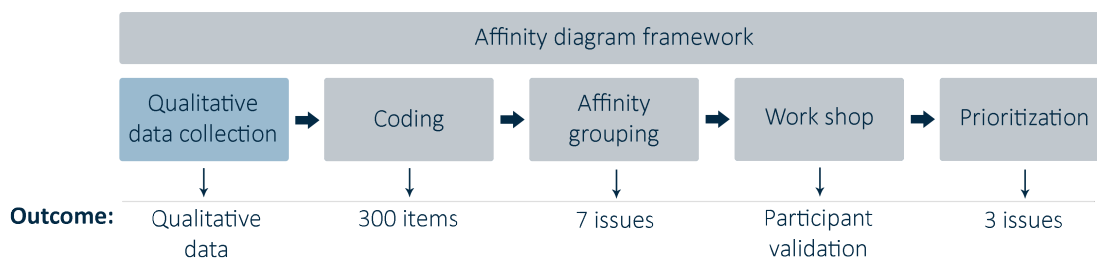 Affinity diagram framework
Qualitative
data collection
Coding
Affinity
grouping
Work shop
Prioritization
Outcome:
Qualitative
data
300 items
7 issues
Participant
validation
3 issues